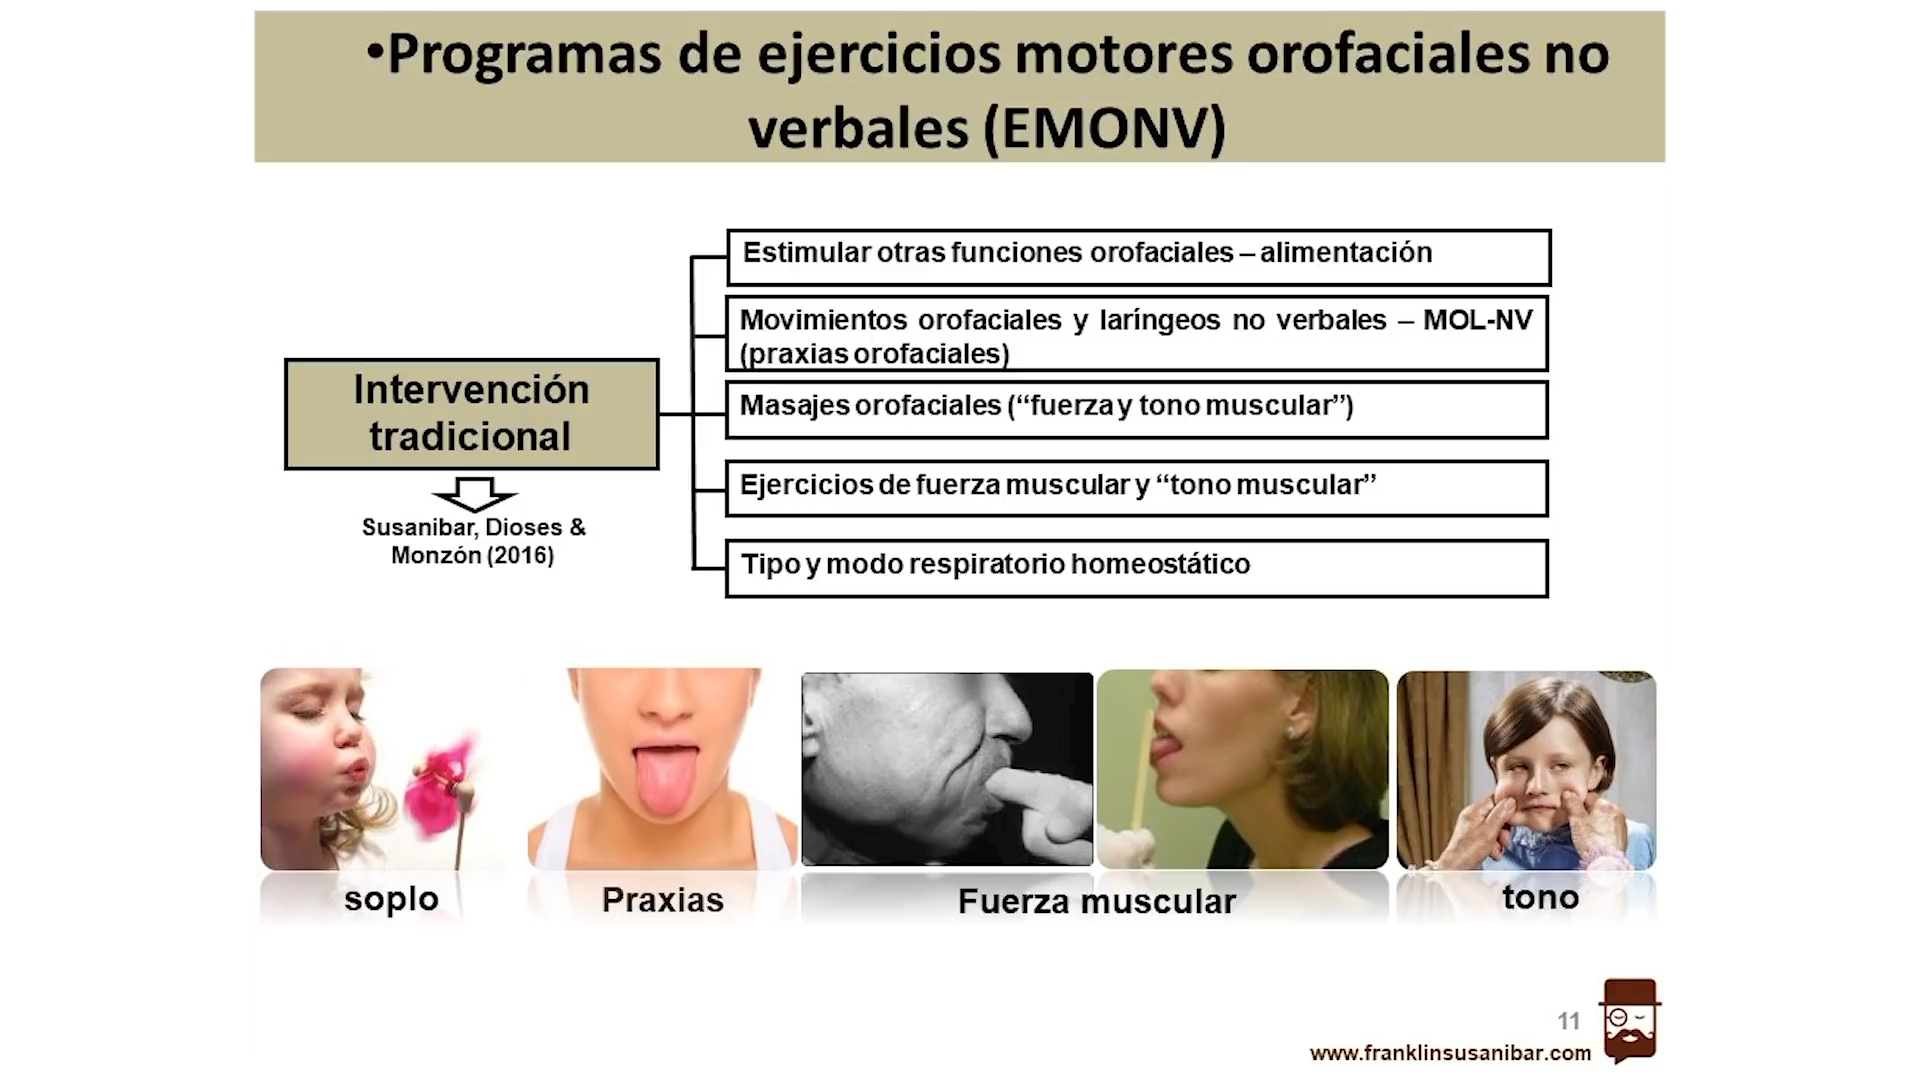 •Programas de ejercicios motores orofaciales no
verbales (EMONV)
Estimular otras funciones orofaciales – alimentación
Movimientos orofaciales y laríngeos no verbales – MOL-NV
(praxias orofaciales)
Intervención
tradicional
Masajes orofaciales (“fuerza y tono muscular”)
Ejercicios de fuerza muscular y “tono muscular”
Susanibar, Dioses &
Monzón (2016)
Tipo y modo respiratorio homeostático
soplo
Praxias
Fuerza muscular
tono
11
www.franklinsusanibar.com